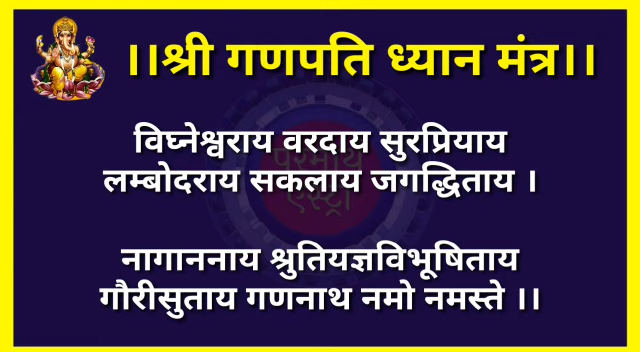 ।।श्री गणपति ध्यान मंत्र।।
विघ्नेश्वराय वरदाय सुरप्रियाय
लम्बोदराय सकलाय जगद्धिताय ।
नागाननाय श्रुतियज्ञविभूषिताय
गौरीसुताय गणनाथ नमो नमस्ते ।।